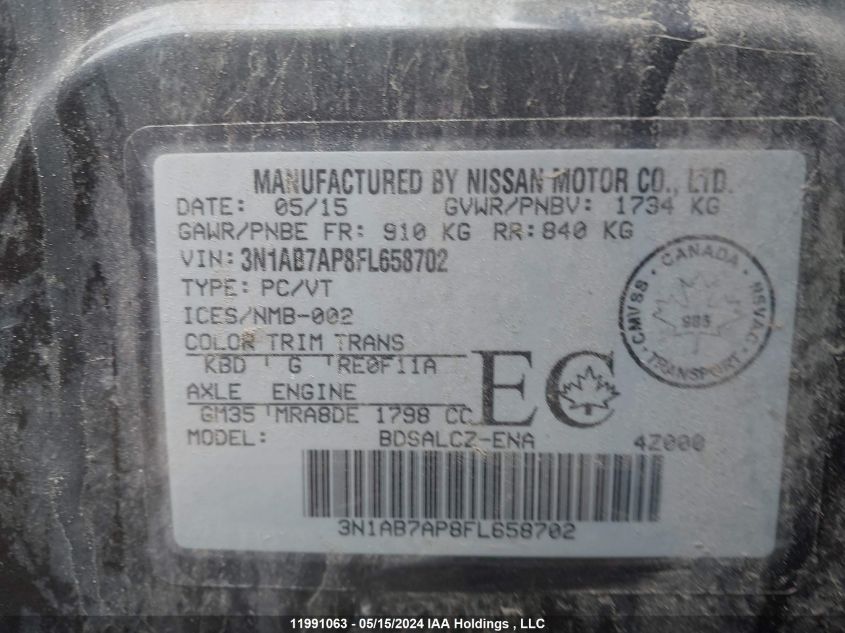 MANUFACTURED BY NISSAN MOTOR CO., LTD.
DATE: 05/15 GVWR/PNBV: 1734 KG
GAWR/PNBE FR: 910 KG RR: 840 KG
VIN: 3N1AB7AP8FL658702
TYPE: PC/VT
ICES/NMB-002
COLOR TRIM TRANS
KBD G RE0F11A
AXLE ENGINE
GM35 MRA8DE 1798 CC
EC
CANADA
CMVSS NSVAC
985
TRANSPORT
MODEL: BDSALCZ-ENA 4Z000
3N1AB7AP8FL658702
11991063 - 05/15/2024 IAA Holdings , LLC